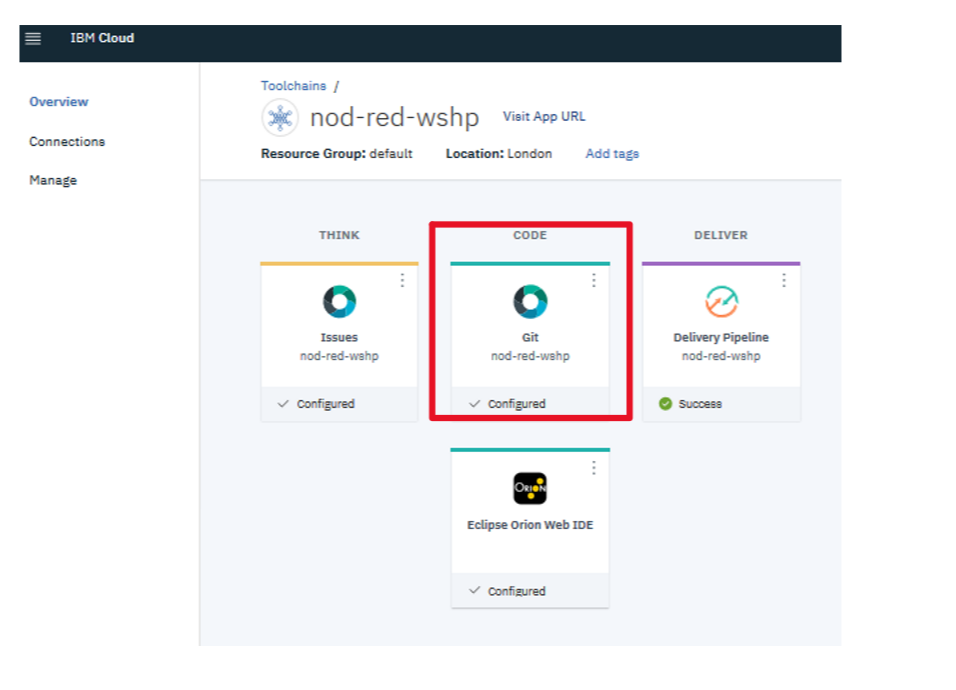 IBM Cloud
Overview
Connections
Manage
Toolchains /
nod-red-wshp Visit App URL
Resource Group: default Location: London Add tags
THINK
Issues
nod-red-wshp
Configured
CODE
Git
nod-red-wshp
Configured
Orion
Eclipse Orion Web IDE
Configured
DELIVER
Delivery Pipeline
nod-red-wshp
Success